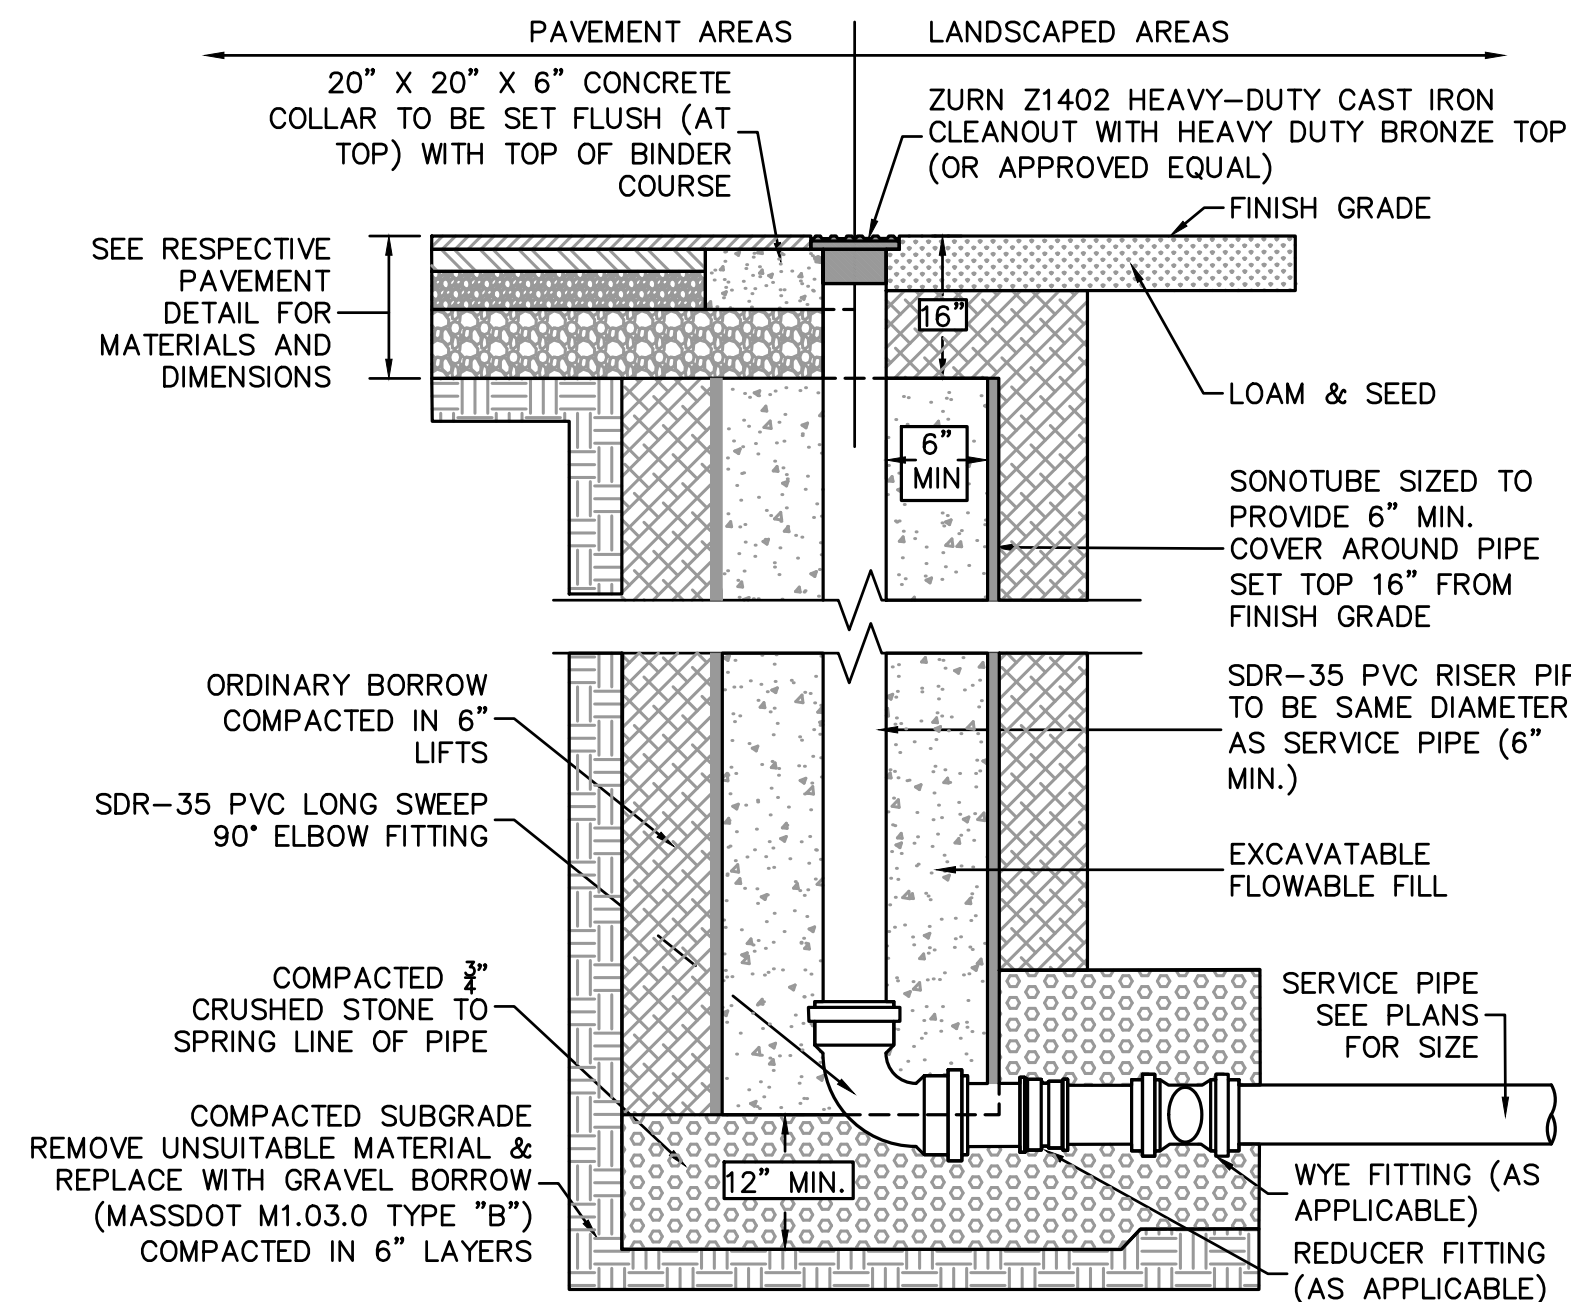 PAVEMENT AREAS
LANDSCAPED AREAS
20" X 20" X 6" CONCRETE
COLLAR TO BE SET FLUSH (AT
TOP) WITH TOP OF BINDER
COURSE
ZURN Z1402 HEAVY-DUTY CAST IRON
CLEANOUT WITH HEAVY DUTY BRONZE TOP
(OR APPROVED EQUAL)
FINISH GRADE
SEE RESPECTIVE
PAVEMENT
DETAIL FOR
MATERIALS AND
DIMENSIONS
16"
LOAM & SEED
6"
MIN
SONOTUBE SIZED TO
PROVIDE 6" MIN.
COVER AROUND PIPE
SET TOP 16" FROM
FINISH GRADE
ORDINARY BORROW
COMPACTED IN 6"
LIFTS
SDR-35 PVC RISER
TO BE SAME DIAMETER
AS SERVICE PIPE (6"
MIN.)
SDR-35 PVC LONG SWEEP
90° ELBOW FITTING
EXCAVATABLE
FLOWABLE FILL
COMPACTED 3/4"
CRUSHED STONE TO
SPRING LINE OF PIPE
SERVICE PIPE
SEE PLANS
FOR SIZE
COMPACTED SUBGRADE
REMOVE UNSUITABLE MATERIAL &
REPLACE WITH GRAVEL BORROW
(MASSDOT M1.03.0 TYPE "B")
COMPACTED IN 6" LAYERS
12" MIN.
WYE FITTING (AS
APPLICABLE)
REDUCER FITTING
(AS APPLICABLE)